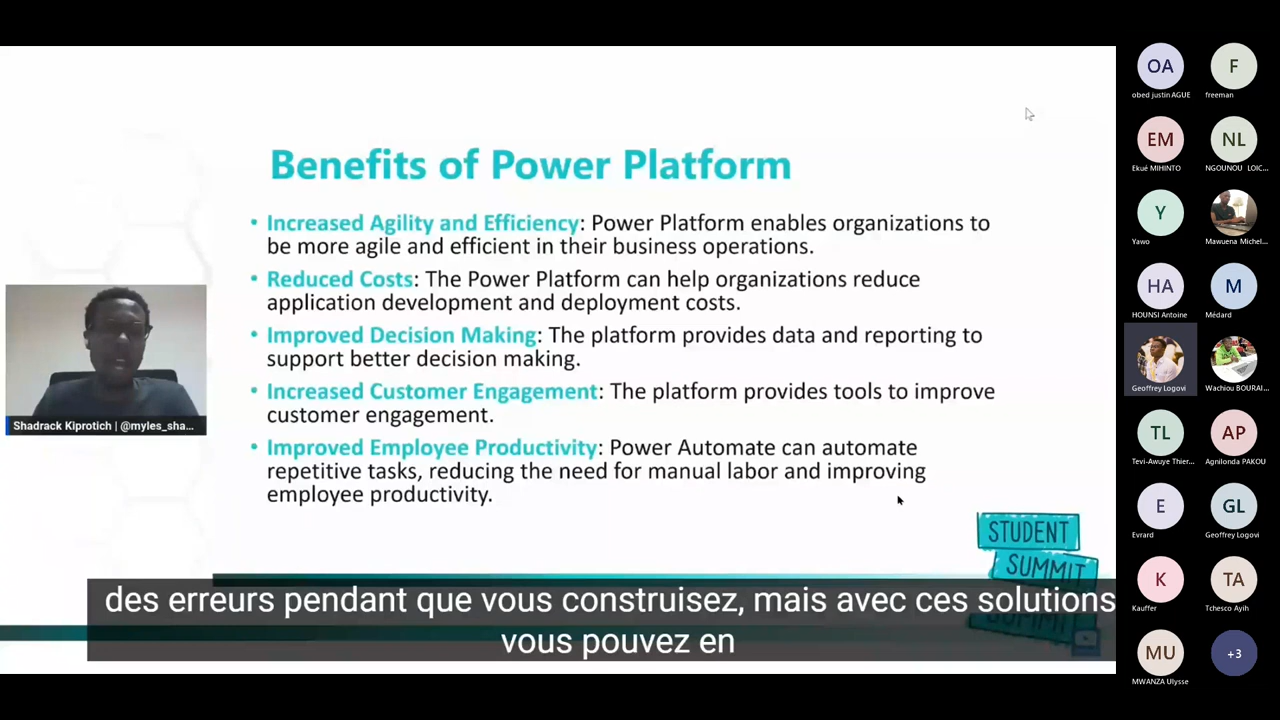 Benefits of Power Platform
• Increased Agility and Efficiency: Power Platform enables organizations to
be more agile and efficient in their business operations.
• Reduced Costs: The Power Platform can help organizations reduce
application development and deployment costs.
• Improved Decision Making: The platform provides data and reporting to
support better decision making.
• Increased Customer Engagement: The platform provides tools to improve
customer engagement.
• Improved Employee Productivity: Power Automate can automate
repetitive tasks, reducing the need for manual labor and improving
employee productivity.
Shadrack Kiprotich | @myles_sha...
STUDENT
SUMMIT
des erreurs pendant que vous construisez, mais avec ces solutions
vous pouvez en
OA
obed justin AGUE
F
freeman
EM
Ekué MIHINTO
NL
NGOUNOU LOIC...
Y
Yawo
Mawuena Michel...
HA
HOUNSI Antoine
M
Médard
Geoffrey Logovi
Wachiou BOURAI...
TL
Tevi-Awuye Thier...
AP
Agnilonda PAKOU
E
Evrard
GL
Geoffrey Logovi
K
Kauffer
TA
Tchesco Ayih
MU
MWANZA Ulysse
+3